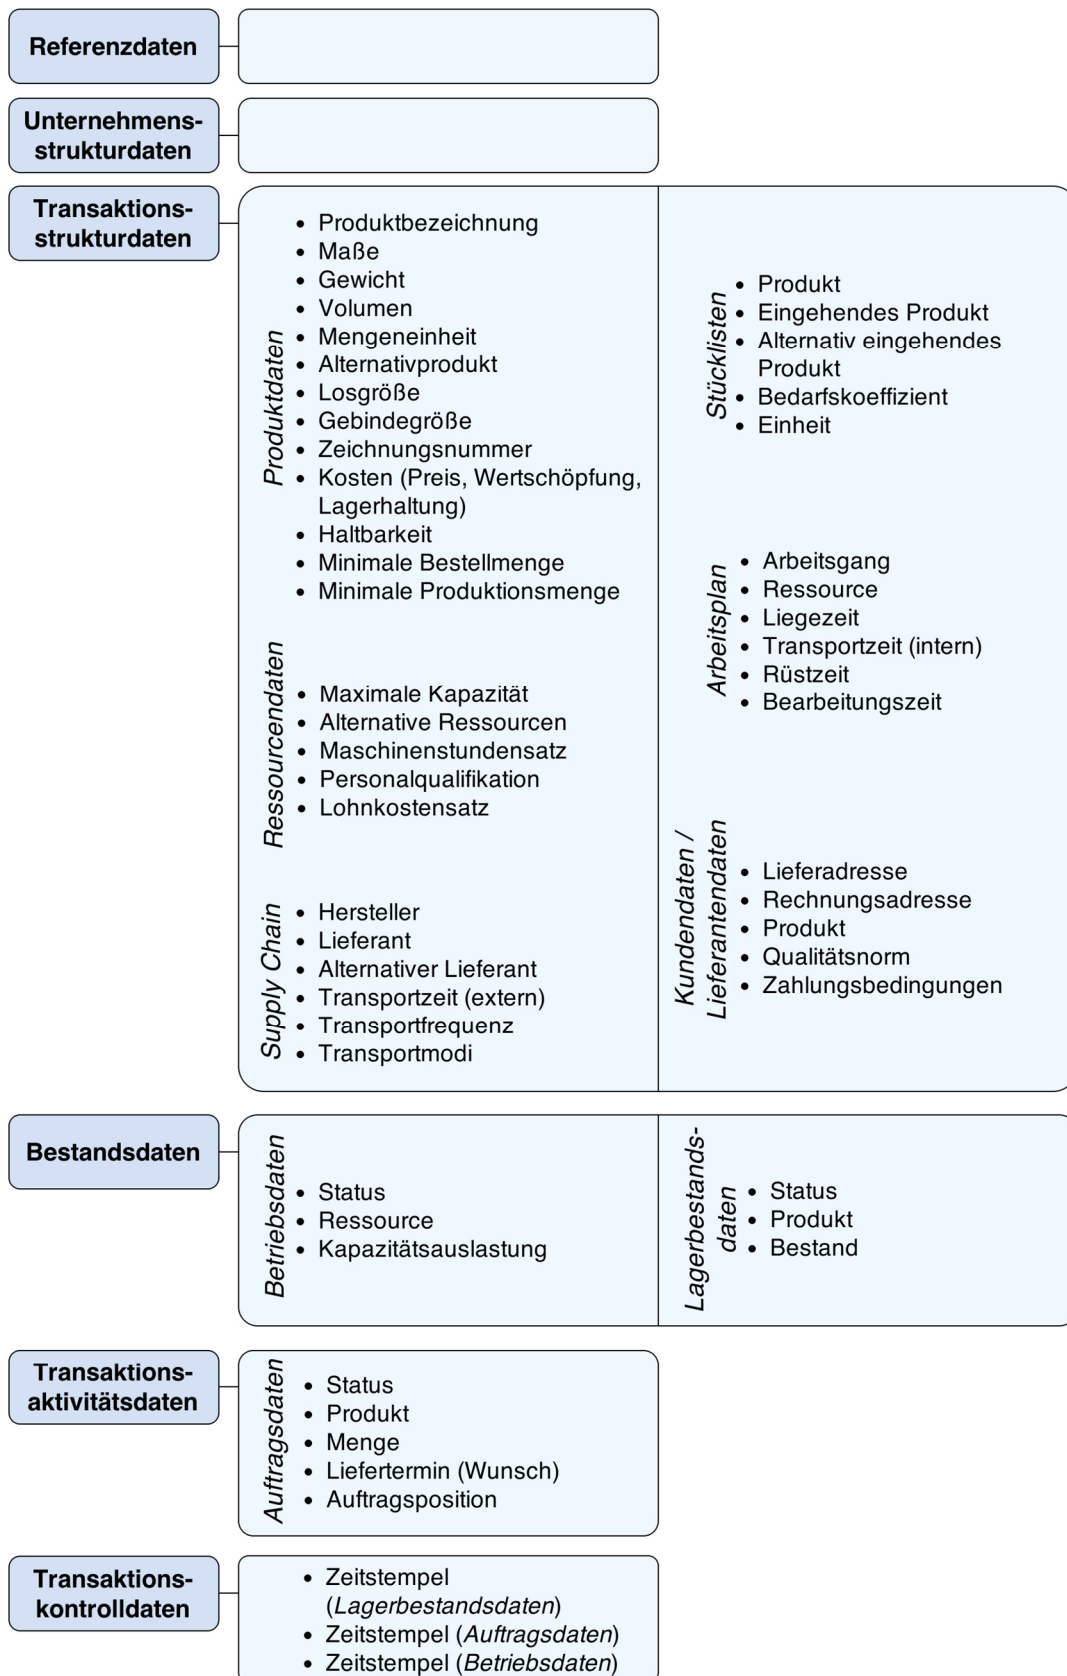 Referenzdaten
Unternehmens-
strukturdaten
Transaktions-
strukturdaten
Produktdaten
• Produktbezeichnung
• Maße
• Gewicht
• Volumen
• Mengeneinheit
• Alternativprodukt
• Losgröße
• Gebindegröße
• Zeichnungsnummer
• Kosten (Preis, Wertschöpfung,
Lagerhaltung)
• Haltbarkeit
• Minimale Bestellmenge
• Minimale Produktionsmenge
Ressourcendaten
• Maximale Kapazität
• Alternative Ressourcen
• Maschinenstundensatz
• Personalqualifikation
• Lohnkostensatz
Supply Chain
• Hersteller
• Lieferant
• Alternativer Lieferant
• Transportzeit (extern)
• Transportfrequenz
• Transportmodi
Stücklisten
• Produkt
• Eingehendes Produkt
• Alternativ eingehendes
Produkt
• Bedarfskoeffizient
• Einheit
Arbeitsplan
• Arbeitsgang
• Ressource
• Liegezeit
• Transportzeit (intern)
• Rüstzeit
• Bearbeitungszeit
Kundendaten /
Lieferantendaten
• Lieferadresse
• Rechnungsadresse
• Produkt
• Qualitätsnorm
• Zahlungsbedingungen
Bestandsdaten
Betriebsdaten
• Status
• Ressource
• Kapazitätsauslastung
Lagerbestands-
daten
• Status
• Produkt
• Bestand
Transaktions-
aktivitätsdaten
Auftragsdaten
• Status
• Produkt
• Menge
• Liefertermin (Wunsch)
• Auftragsposition
Transaktions-
kontrolldaten
• Zeitstempel
(Lagerbestandsdaten)
• Zeitstempel (Auftragsdaten)
• Zeitstempel (Betriebsdaten)